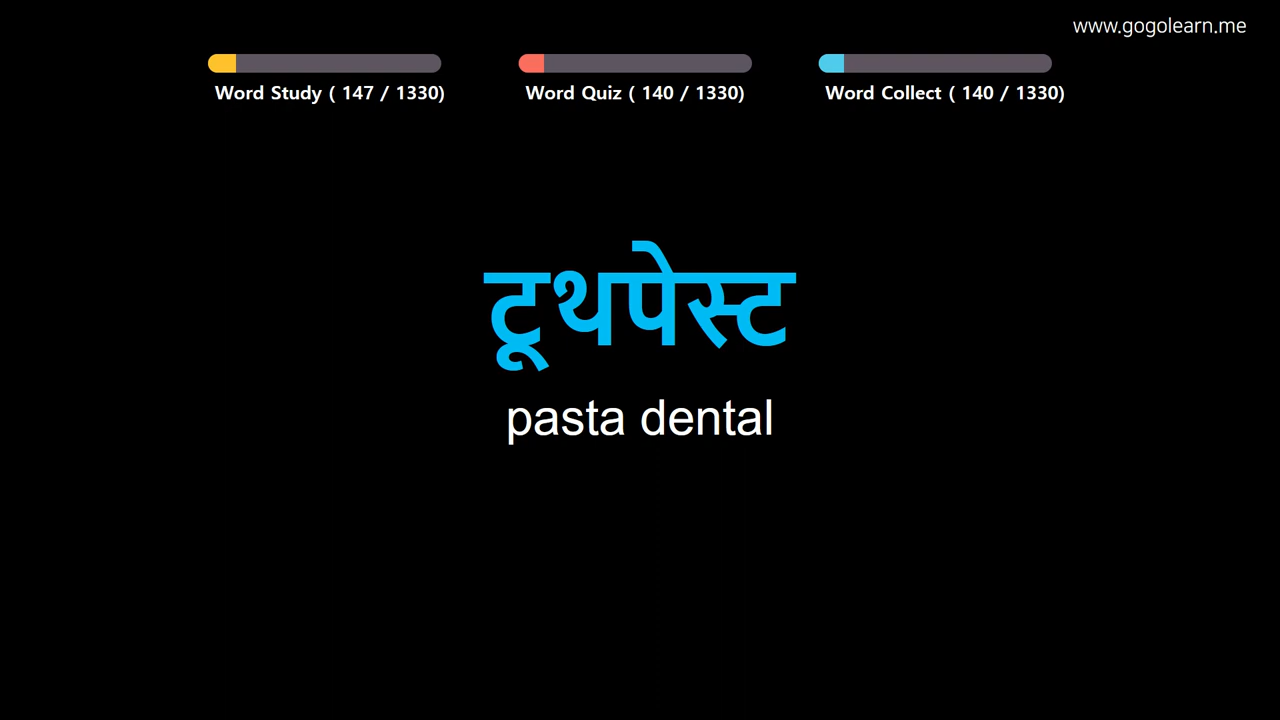 www.gogolearn.me
Word Study ( 147 / 1330)
Word Quiz ( 140 / 1330)
Word Collect ( 140 / 1330)
टूथपेस्ट
pasta dental